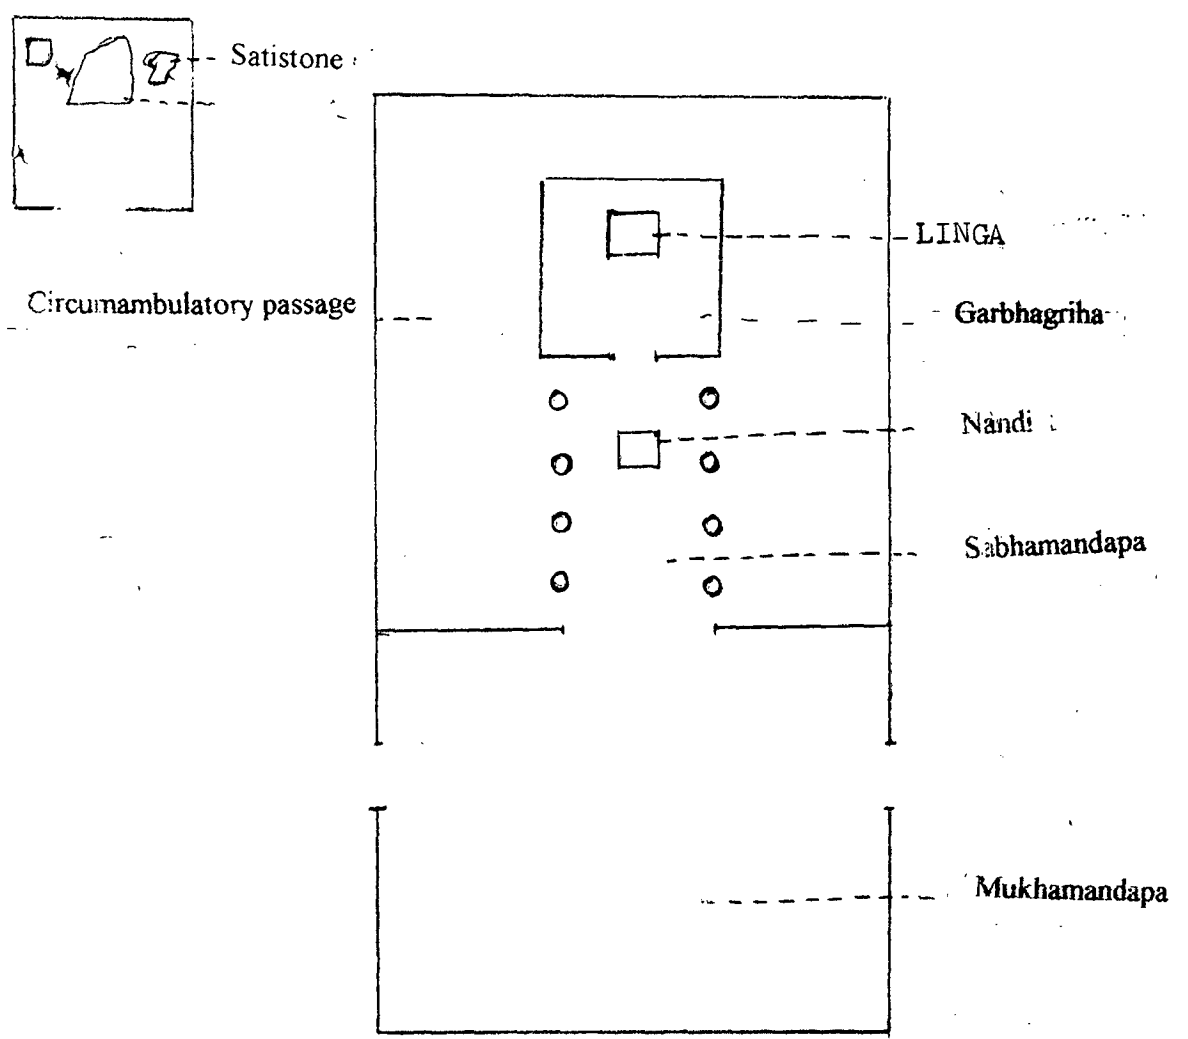 Satistone
LINGA
Circumambulatory passage
Garbhagriha
Nandi
Sabhamandapa
Mukhamandapa